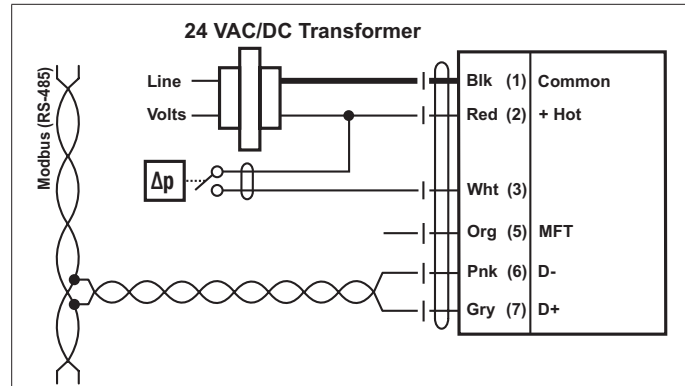 24 VAC/DC Transformer
Line
Volts
Modbus (RS-485)
Δp
Blk (1) Common
Red (2) + Hot
Wht (3)
Org (5) MFT
Pnk (6) D-
Gry (7) D+